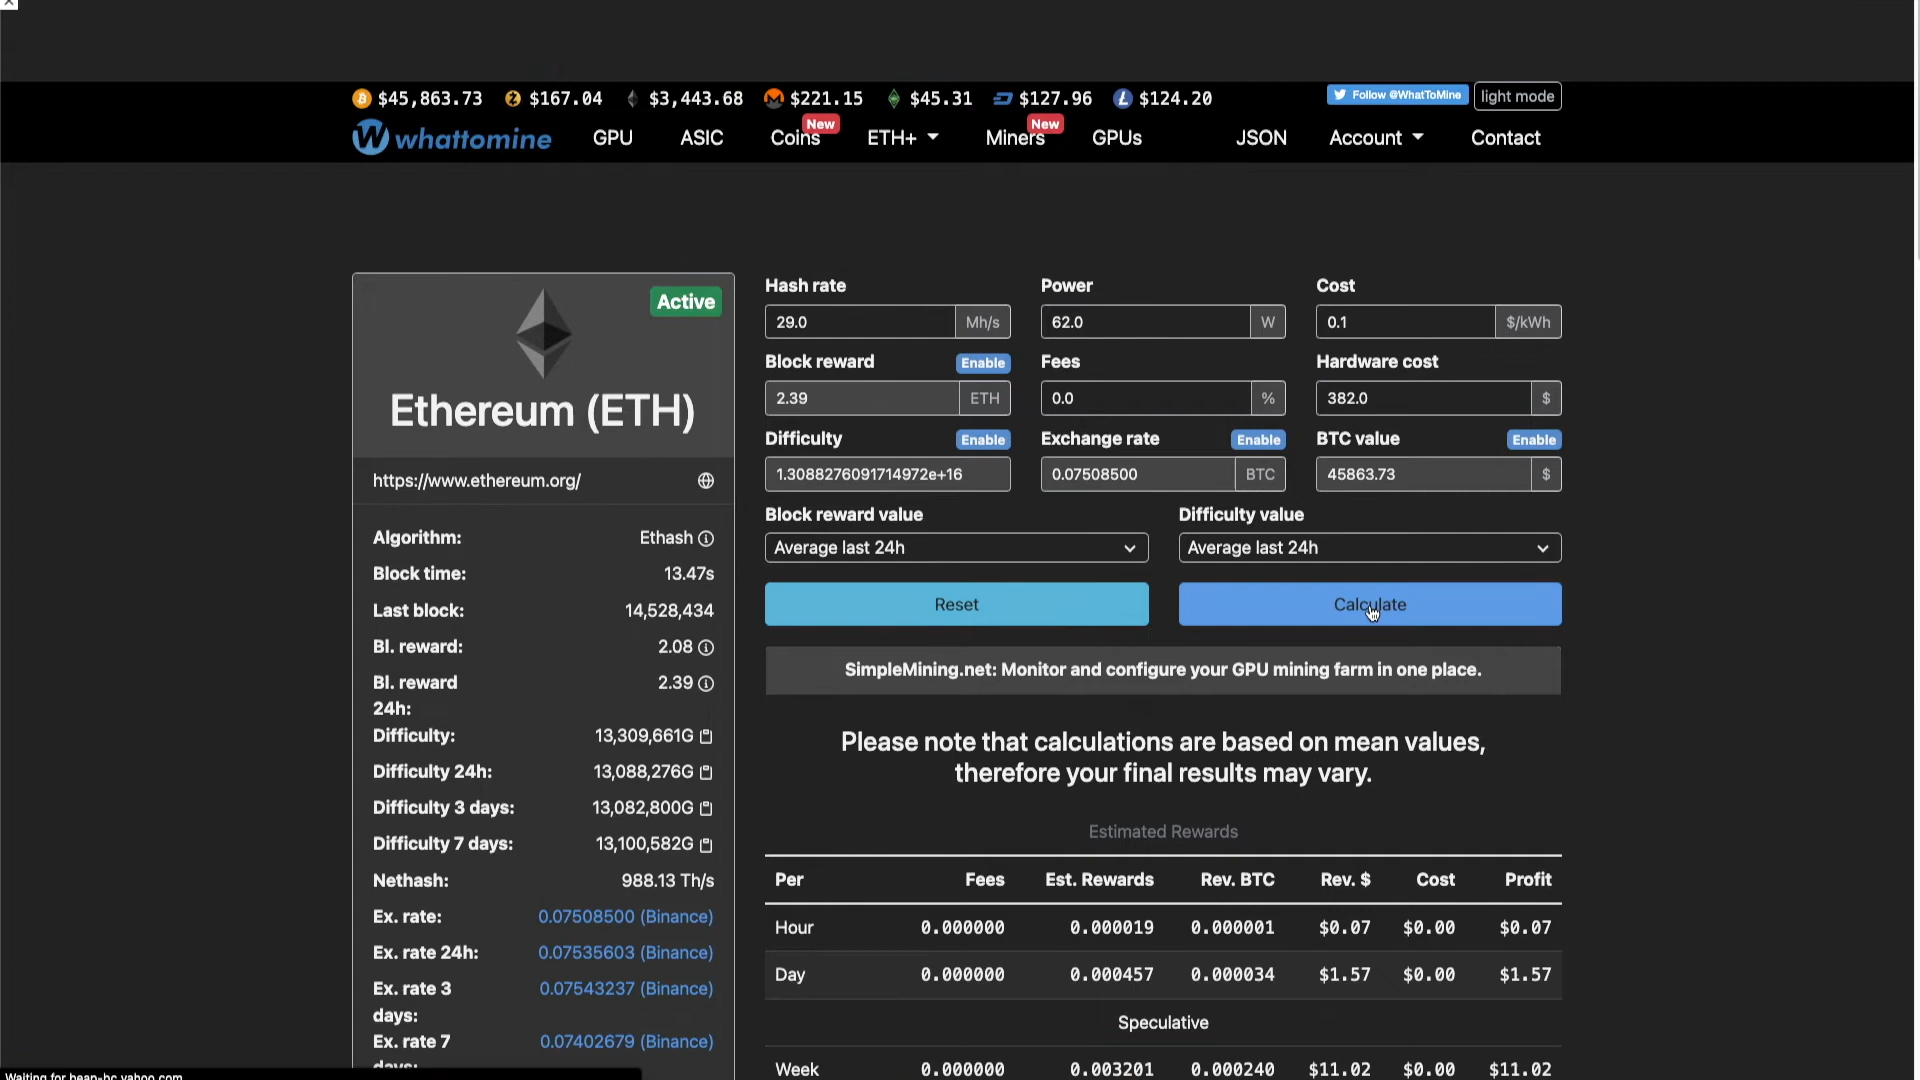 $45,863.73 $167.04 $3,443.68 $221.15 $45.31 $127.96 $124.20 Follow @WhatToMine light mode
whattomine GPU ASIC Coins New ETH+ Miners New GPUs JSON Account Contact
Active
Ethereum (ETH)
https://www.ethereum.org/
Algorithm: Ethash
Block time: 13.47s
Last block: 14,528,434
Bl. reward: 2.08
Bl. reward 24h: 2.39
Difficulty: 13,309,661G
Difficulty 24h: 13,088,276G
Difficulty 3 days: 13,082,800G
Difficulty 7 days: 13,100,582G
Nethash: 988.13 Th/s
Ex. rate: 0.07508500 (Binance)
Ex. rate 24h: 0.07535603 (Binance)
Ex. rate 3 days: 0.07543237 (Binance)
Ex. rate 7 days: 0.07402679 (Binance)
Hash rate Power Cost
29.0 Mh/s 62.0 W 0.1 $/kWh
Block reward Enable Fees Hardware cost
2.39 ETH 0.0 % 382.0 $
Difficulty Enable Exchange rate Enable BTC value Enable
1.3088276091714972e+16 0.07508500 BTC 45863.73 $
Block reward value Difficulty value
Average last 24h Average last 24h
Reset Calculate
SimpleMining.net: Monitor and configure your GPU mining farm in one place.
Please note that calculations are based on mean values,
therefore your final results may vary.
Estimated Rewards
Per Fees Est. Rewards Rev. BTC Rev. $ Cost Profit
Hour 0.000000 0.000019 0.000001 $0.07 $0.00 $0.07
Day 0.000000 0.000457 0.000034 $1.57 $0.00 $1.57
Speculative
Week 0.000000 0.003201 0.000240 $11.02 $0.00 $11.02
Waiting for beap-bc.yahoo.com